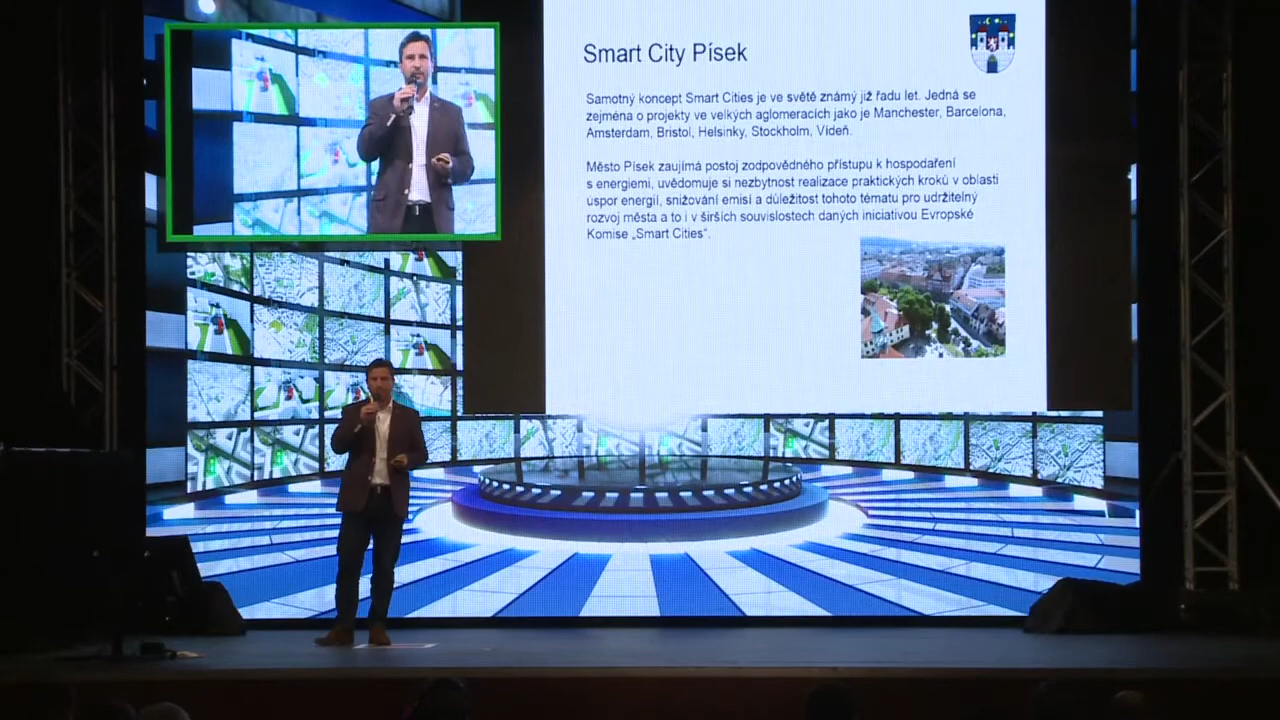 Smart City Písek
Samotný koncept Smart Cities je ve světě známý již řadu let. Jedná se
zejména o projekty ve velkých aglomeracích jako je Manchester, Barcelona,
Amsterdam, Bristol, Helsinky, Stockholm, Vídeň.
Město Písek zaujímá postoj zodpovědného přístupu k hospodaření
s energiemi, uvědomuje si nezbytnost realizace praktických kroků v oblasti
úspor energií, snižování emisí a důležitost tohoto tématu pro udržitelný
rozvoj města a to i v širších souvislostech daných iniciativou Evropské
Komise „Smart Cities“.